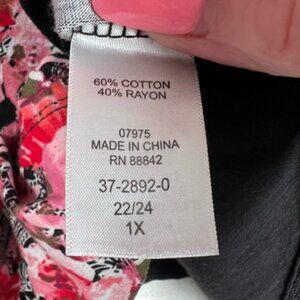 60% COTTON
40% RAYON
07975
MADE IN CHINA
RN 88842
37-2892-0
22/24
1X